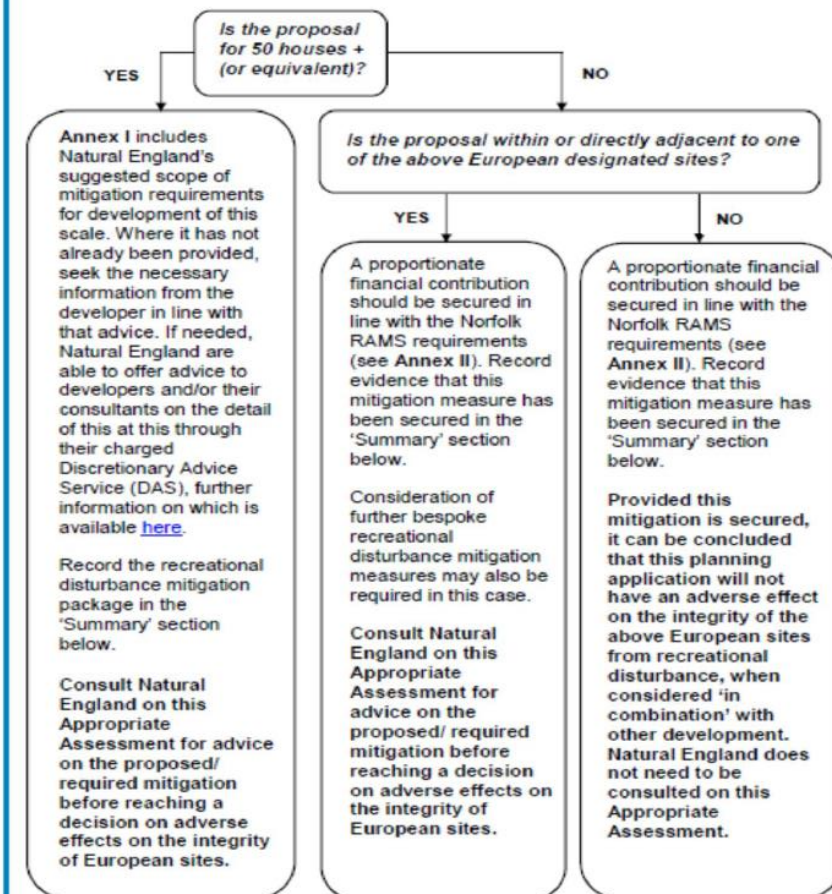 Is the proposal
for 50 houses +
(or equivalent)?
YES
NO
Annex I includes
Natural England's
suggested scope of
mitigation requirements
for development of this
scale. Where it has not
already been provided,
seek the necessary
information from the
developer in line with
that advice. If needed,
Natural England are
able to offer advice to
developers and/or their
consultants on the detail
of this at this through
their charged
Discretionary Advice
Service (DAS), further
information on which is
available here.
Record the recreational
disturbance mitigation
package in the
'Summary' section
below.
Consult Natural
England on this
Appropriate
Assessment for advice
on the proposed/
required mitigation
before reaching a
decision on adverse
effects on the integrity
of European sites.
Is the proposal within or directly adjacent to one
of the above European designated sites?
YES
NO
A proportionate
financial contribution
should be secured in
line with the Norfolk
RAMS requirements
(see Annex II). Record
evidence that this
mitigation measure has
been secured in the
'Summary' section
below.
Consideration of
further bespoke
recreational
disturbance mitigation
measures may also be
required in this case.
Consult Natural
England on this
Appropriate
Assessment for
advice on the
proposed/ required
mitigation before
reaching a decision
on adverse effects on
the integrity of
European sites.
A proportionate financial
contribution should be
secured in line with the
Norfolk RAMS
requirements (see
Annex II). Record
evidence that this
mitigation measure has
been secured in the
'Summary' section
below.
Provided this
mitigation is secured,
it can be concluded
that this planning
application will not
have an adverse effect
on the integrity of the
above European sites
from recreational
disturbance, when
considered 'in
combination' with
other development.
Natural England does
not need to be
consulted on this
Appropriate
Assessment.